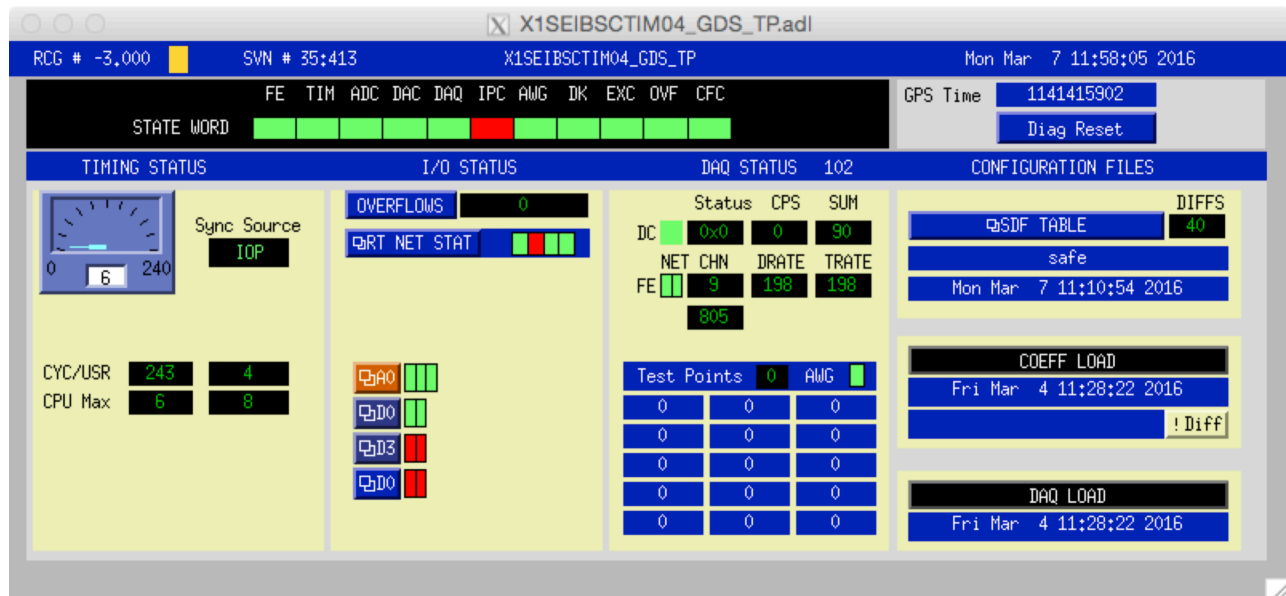 X1SEIBSCTIM04_GDS_TP.adl
RCG # -3.000 SVN # 35:413 X1SEIBSCTIM04_GDS_TP Mon Mar 7 11:58:05 2016
FE TIM ADC DAC DAQ IPC AWG DK EXC OVF CFC
STATE WORD
GPS Time 1141415902
Diag Reset
TIMING STATUS I/O STATUS DAQ STATUS 102 CONFIGURATION FILES
0 6 240
Sync Source
IOP
CYC/USR 243 4
CPU Max 6 8
OVERFLOWS 0
RT NET STAT
A0
D0
D3
D0
Status CPS SUM
DC 0x0 0 90
NET CHN DRATE TRATE
FE 9 198 198
805
Test Points 0 AWG
0 0 0
0 0 0
0 0 0
0 0 0
0 0 0
DIFFS
SDF TABLE 40
safe
Mon Mar 7 11:10:54 2016
COEFF LOAD
Fri Mar 4 11:28:22 2016
! Diff
DAQ LOAD
Fri Mar 4 11:28:22 2016